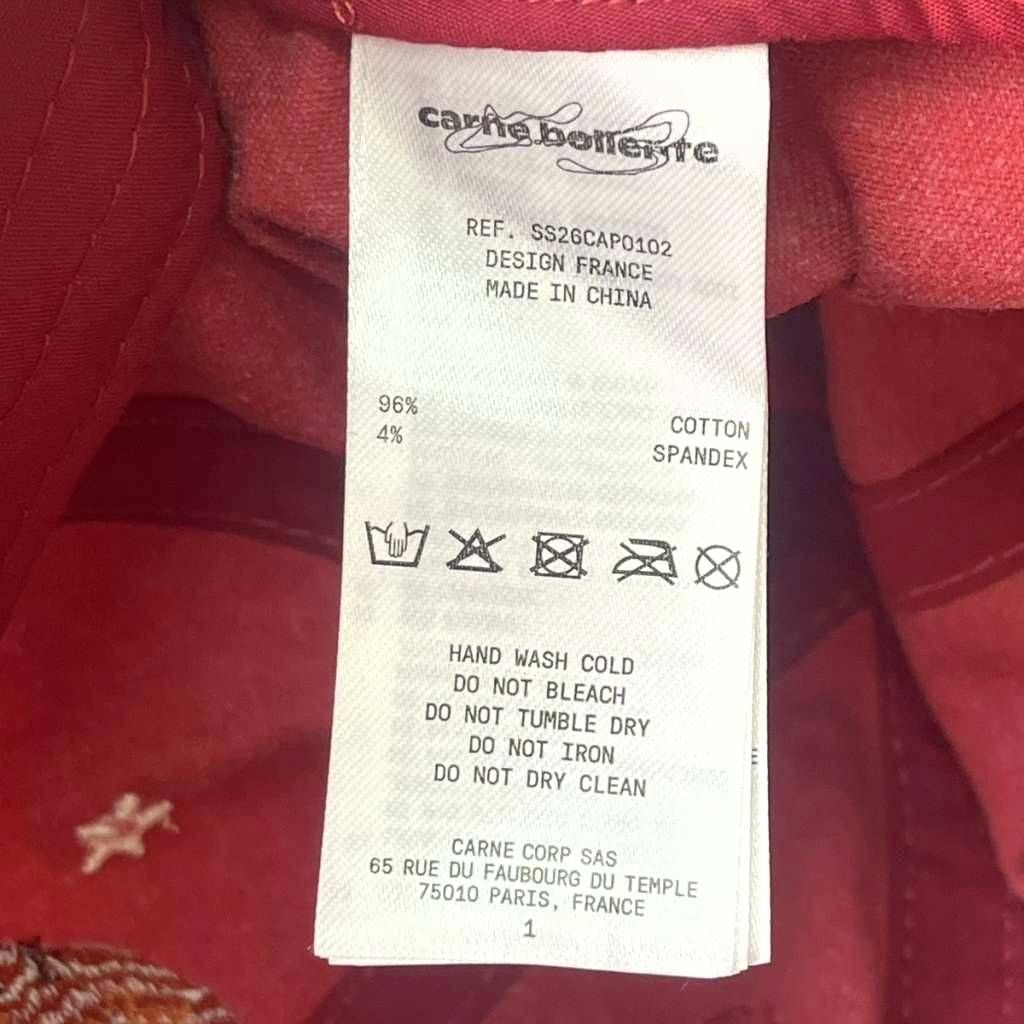 carne bollente
REF. SS26CAP0102
DESIGN FRANCE
MADE IN CHINA
96% COTTON
4% SPANDEX
HAND WASH COLD
DO NOT BLEACH
DO NOT TUMBLE DRY
DO NOT IRON
DO NOT DRY CLEAN
CARNE CORP SAS
65 RUE DU FAUBOURG DU TEMPLE
75010 PARIS, FRANCE
1